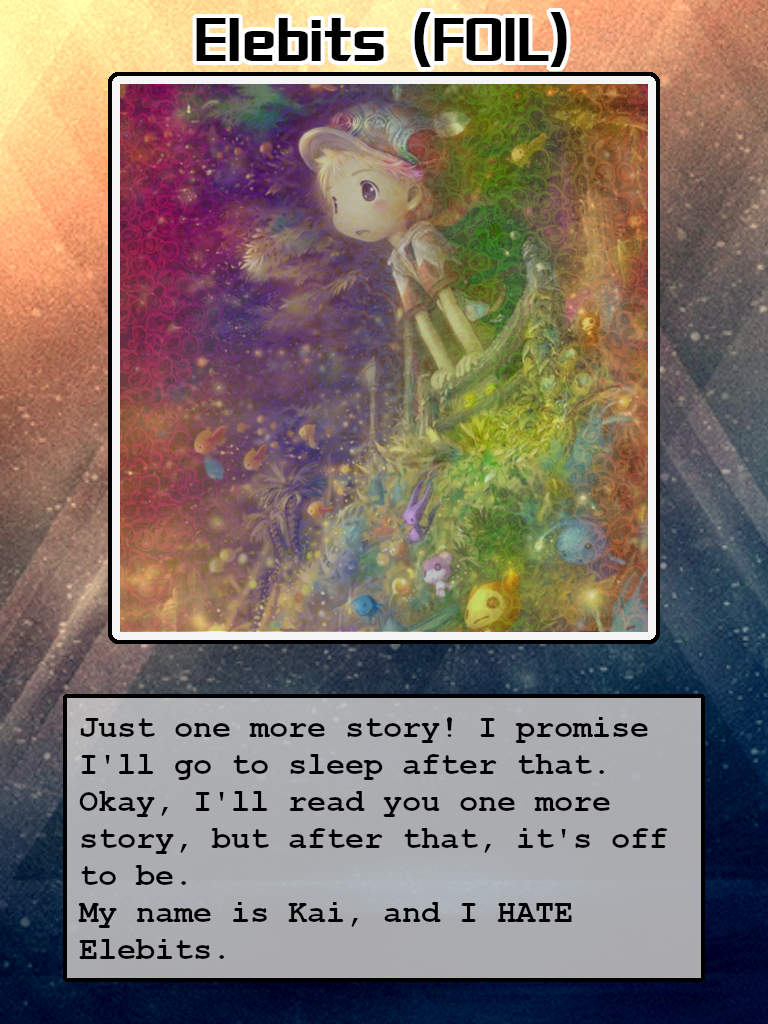 Elebits (FOIL)
Just one more story! I promise
I'll go to sleep after that.
Okay, I'll read you one more
story, but after that, it's off
to be.
My name is Kai, and I HATE
Elebits.